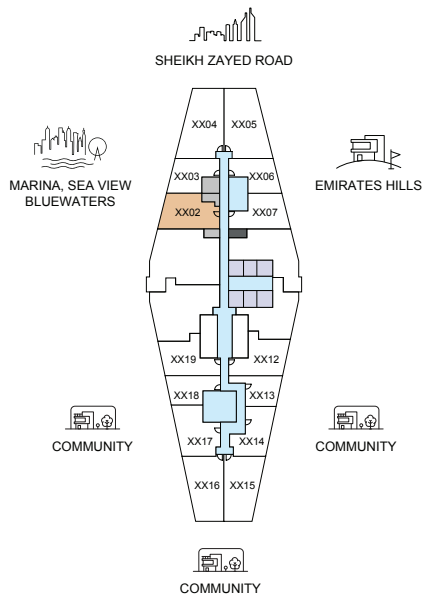 SHEIKH ZAYED ROAD
XX04 XX05
MARINA, SEA VIEW
BLUEWATERS
EMIRATES HILLS
XX03 XX06
XX02 XX07
XX19 XX12
XX18 XX13
XX17 XX14
XX16 XX15
COMMUNITY
COMMUNITY
COMMUNITY